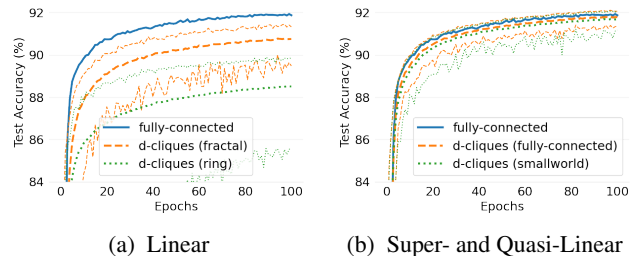 92
90
88
86
84
Test Accuracy (%)
fully-connected
d-cliques (fractal)
d-cliques (ring)
0 20 40 60 80 100
Epochs
(a) Linear
92
90
88
86
84
Test Accuracy (%)
fully-connected
d-cliques (fully-connected)
d-cliques (smallworld)
0 20 40 60 80 100
Epochs
(b) Super- and Quasi-Linear